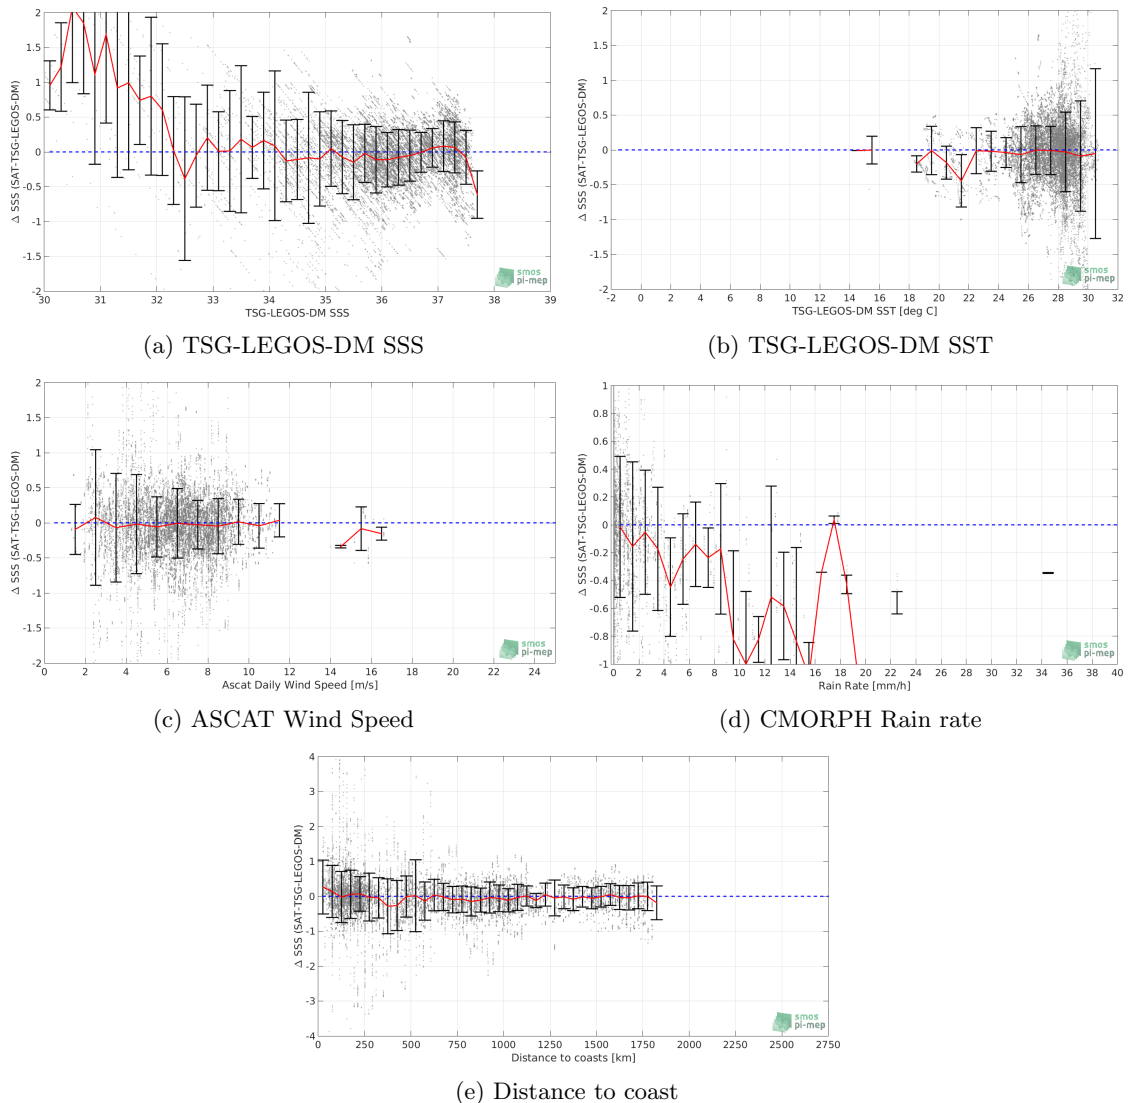 2
1.5
1
0.5
0
-0.5
-1
-1.5
-2
Δ SSS (SAT-TSG-LEGOS-DM)
30 31 32 33 34 35 36 37 38 39
TSG-LEGOS-DM SSS
smos
pi-mep
(a) TSG-LEGOS-DM SSS
2
1.5
1
0.5
0
-0.5
-1
-1.5
-2
Δ SSS (SAT-TSG-LEGOS-DM)
-2 0 2 4 6 8 10 12 14 16 18 20 22 24 26 28 30 32
TSG-LEGOS-DM SST [deg C]
smos
pi-mep
(b) TSG-LEGOS-DM SST
2
1.5
1
0.5
0
-0.5
-1
-1.5
-2
Δ SSS (SAT-TSG-LEGOS-DM)
0 2 4 6 8 10 12 14 16 18 20 22 24
Ascat Daily Wind Speed [m/s]
smos
pi-mep
(c) ASCAT Wind Speed
1
0.8
0.6
0.4
0.2
0
-0.2
-0.4
-0.6
-0.8
-1
Δ SSS (SAT-TSG-LEGOS-DM)
0 2 4 6 8 10 12 14 16 18 20 22 24 26 28 30 32 34 36 38 40
Rain Rate [mm/h]
smos
pi-mep
(d) CMORPH Rain rate
4
3
2
1
0
-1
-2
-3
-4
Δ SSS (SAT-TSG-LEGOS-DM)
0 250 500 750 1000 1250 1500 1750 2000 2250 2500 2750
Distance to coasts [km]
smos
pi-mep
(e) Distance to coast